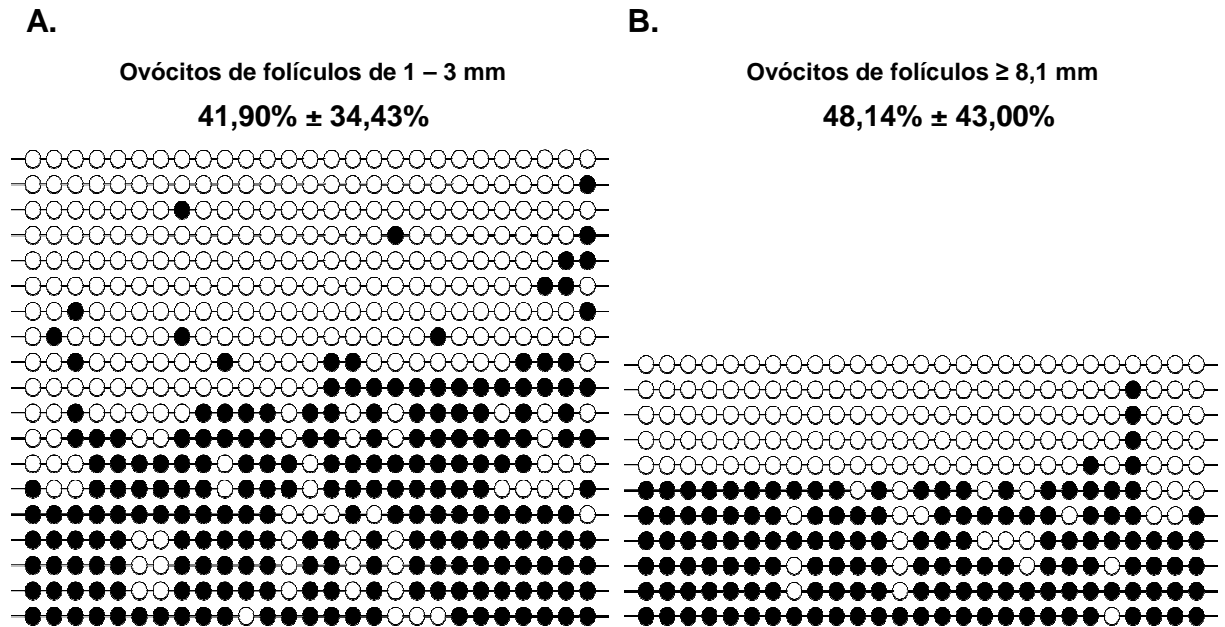 A.
Ovócitos de folículos de 1 – 3 mm
41,90% ± 34,43%
B.
Ovócitos de folículos ≥ 8,1 mm
48,14% ± 43,00%